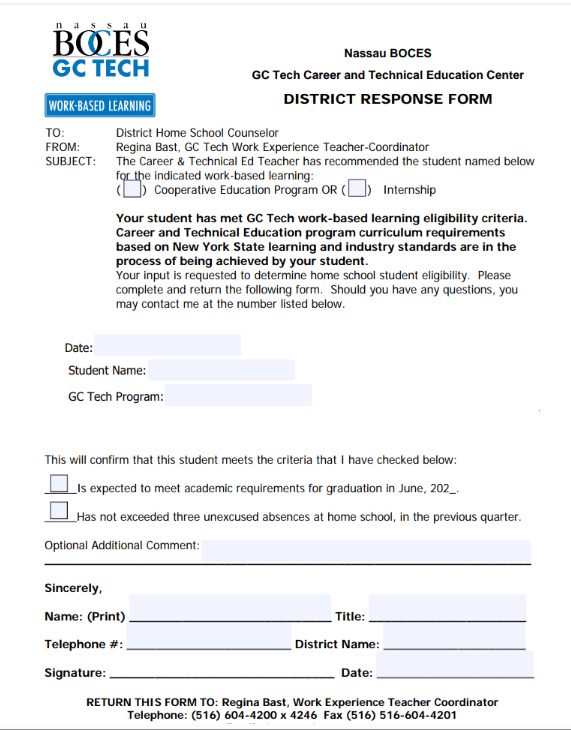 nassau
BOCES
GC TECH
WORK-BASED LEARNING
Nassau BOCES
GC Tech Career and Technical Education Center
DISTRICT RESPONSE FORM
TO: District Home School Counselor
FROM: Regina Bast, GC Tech Work Experience Teacher-Coordinator
SUBJECT: The Career & Technical Ed Teacher has recommended the student named below
for the indicated work-based learning:
( ) Cooperative Education Program OR ( ) Internship
Your student has met GC Tech work-based learning eligibility criteria.
Career and Technical Education program curriculum requirements
based on New York State learning and industry standards are in the
process of being achieved by your student.
Your input is requested to determine home school student eligibility. Please
complete and return the following form. Should you have any questions, you
may contact me at the number listed below.
Date:
Student Name:
GC Tech Program:
This will confirm that this student meets the criteria that I have checked below:
____Is expected to meet academic requirements for graduation in June, 202_.
____Has not exceeded three unexcused absences at home school, in the previous quarter.
Optional Additional Comment:
Sincerely,
Name: (Print) ____ Title: ____
Telephone #: ____ District Name: ____
Signature: ____ Date: ____
RETURN THIS FORM TO: Regina Bast, Work Experience Teacher Coordinator
Telephone: (516) 604-4200 x 4246 Fax (516) 516-604-4201